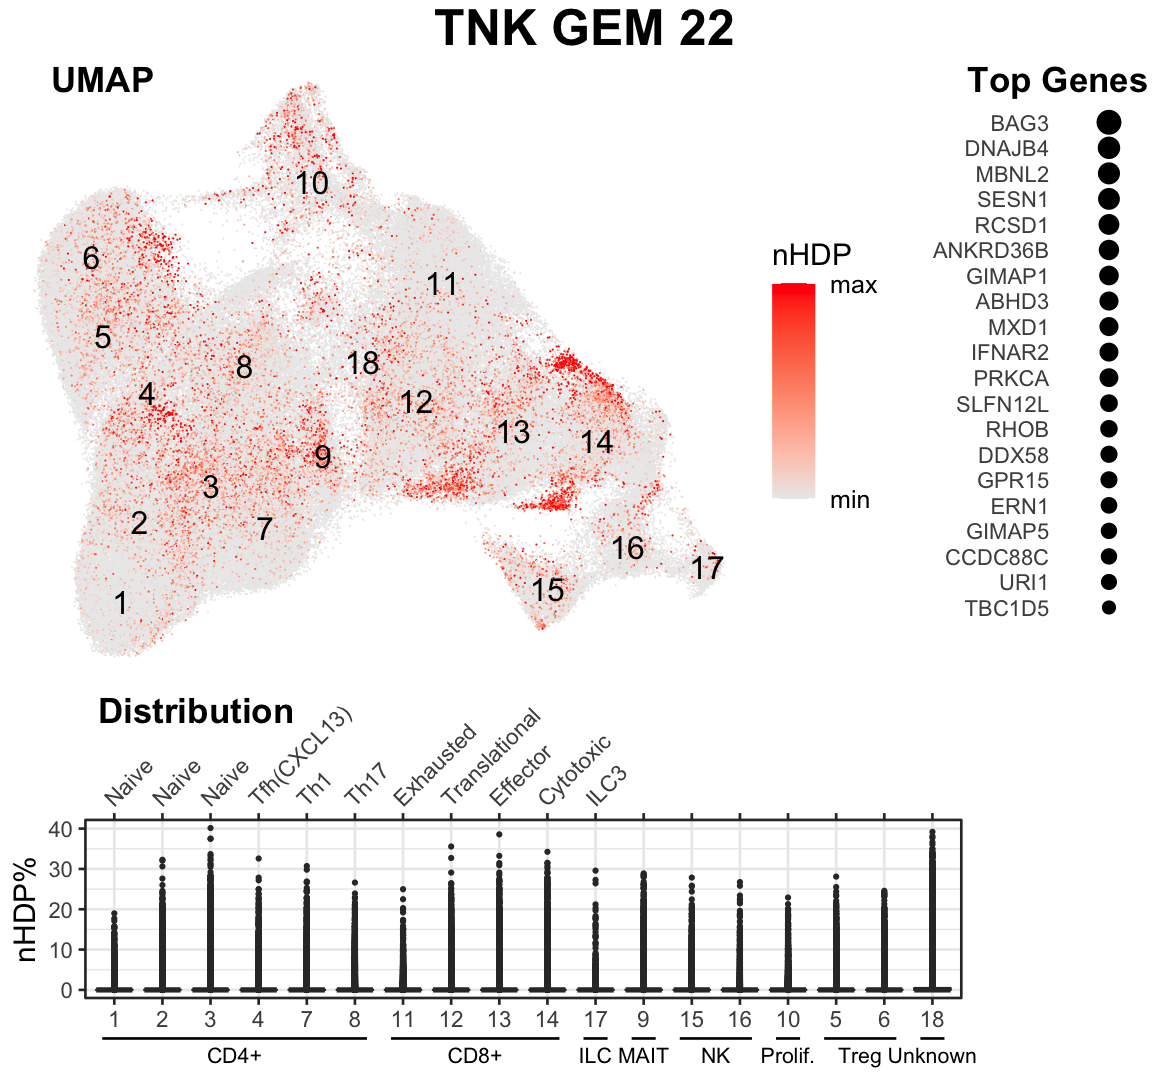 TNK GEM 22
UMAP
10
6
11
5
18
8
4
12
13
14
9
3
2
7
16
17
15
1
nHDP
max
min
Top Genes
BAG3
DNAJB4
MBNL2
SESN1
RCSD1
ANKRD36B
GIMAP1
ABHD3
MXD1
IFNAR2
PRKCA
SLFN12L
RHOB
DDX58
GPR15
ERN1
GIMAP5
CCDC88C
URI1
TBC1D5
Distribution
Naive Naive Naive Tfh(CXCL13) Th1 Th17 Exhausted Translational Effector Cytotoxic ILC3
nHDP%
40
30
20
10
0
1 2 3 4 7 8 11 12 13 14 17 9 15 16 10 5 6 18
CD4+ CD8+ ILC MAIT NK Prolif. Treg Unknown